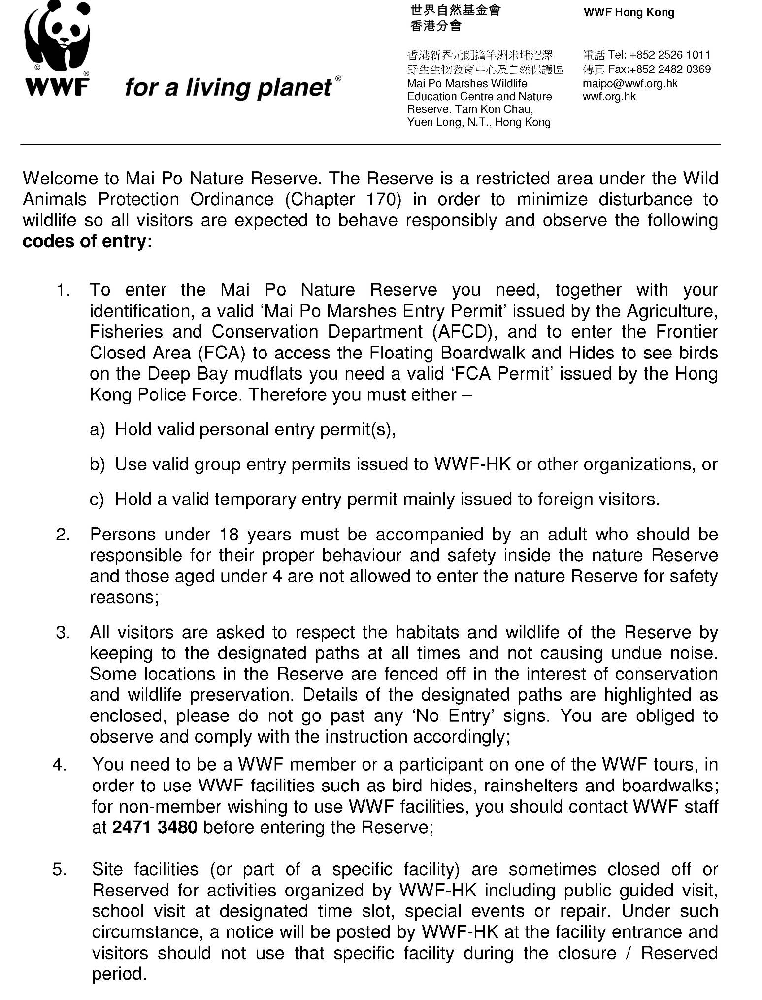 世界自然基金會
香港分會
WWF Hong Kong
香港新界元朗擔竿洲米埔沼澤
野生生物教育中心及自然保護區
Mai Po Marshes Wildlife
Education Centre and Nature
Reserve, Tam Kon Chau,
Yuen Long, N.T., Hong Kong
電話 Tel: +852 2526 1011
傳真 Fax:+852 2482 0369
maipo@wwf.org.hk
wwf.org.hk
©
®
WWF
for a living planet®
Welcome to Mai Po Nature Reserve. The Reserve is a restricted area under the Wild
Animals Protection Ordinance (Chapter 170) in order to minimize disturbance to
wildlife so all visitors are expected to behave responsibly and observe the following
codes of entry:
1. To enter the Mai Po Nature Reserve you need, together with your
identification, a valid ‘Mai Po Marshes Entry Permit’ issued by the Agriculture,
Fisheries and Conservation Department (AFCD), and to enter the Frontier
Closed Area (FCA) to access the Floating Boardwalk and Hides to see birds
on the Deep Bay mudflats you need a valid ‘FCA Permit’ issued by the Hong
Kong Police Force. Therefore you must either –
a) Hold valid personal entry permit(s),
b) Use valid group entry permits issued to WWF-HK or other organizations, or
c) Hold a valid temporary entry permit mainly issued to foreign visitors.
2. Persons under 18 years must be accompanied by an adult who should be
responsible for their proper behaviour and safety inside the nature Reserve
and those aged under 4 are not allowed to enter the nature Reserve for safety
reasons;
3. All visitors are asked to respect the habitats and wildlife of the Reserve by
keeping to the designated paths at all times and not causing undue noise.
Some locations in the Reserve are fenced off in the interest of conservation
and wildlife preservation. Details of the designated paths are highlighted as
enclosed, please do not go past any ‘No Entry’ signs. You are obliged to
observe and comply with the instruction accordingly;
4. You need to be a WWF member or a participant on one of the WWF tours, in
order to use WWF facilities such as bird hides, rainshelters and boardwalks;
for non-member wishing to use WWF facilities, you should contact WWF staff
at 2471 3480 before entering the Reserve;
5. Site facilities (or part of a specific facility) are sometimes closed off or
Reserved for activities organized by WWF-HK including public guided visit,
school visit at designated time slot, special events or repair. Under such
circumstance, a notice will be posted by WWF-HK at the facility entrance and
visitors should not use that specific facility during the closure / Reserved
period.